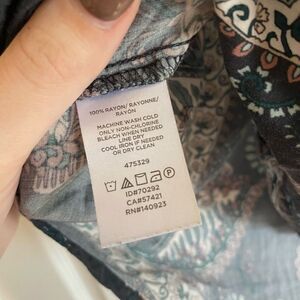 100% RAYON/ RAYONNE/
RAYÓN
MACHINE WASH COLD
ONLY NON-CHLORINE
BLEACH WHEN NEEDED
LINE DRY
COOL IRON IF NEEDED
OR DRY CLEAN
475329
ID#70292
CA#57421
RN#140923